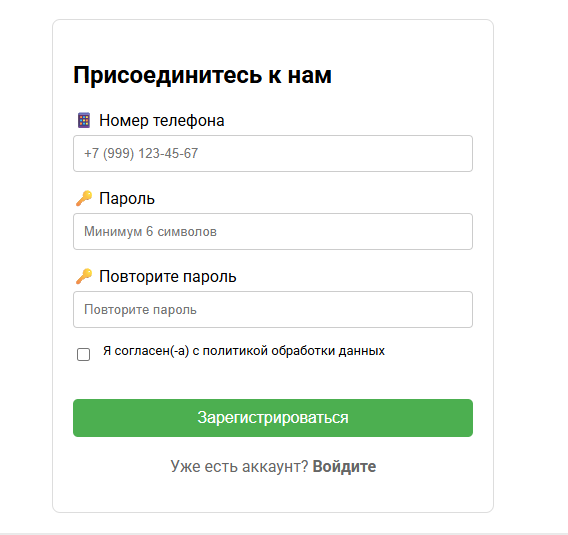 Присоединитесь к нам
Номер телефона
+7 (999) 123-45-67
Пароль
Минимум 6 символов
Повторите пароль
Повторите пароль
Я согласен(-а) с политикой обработки данных
Зарегистрироваться
Уже есть аккаунт? Войдите